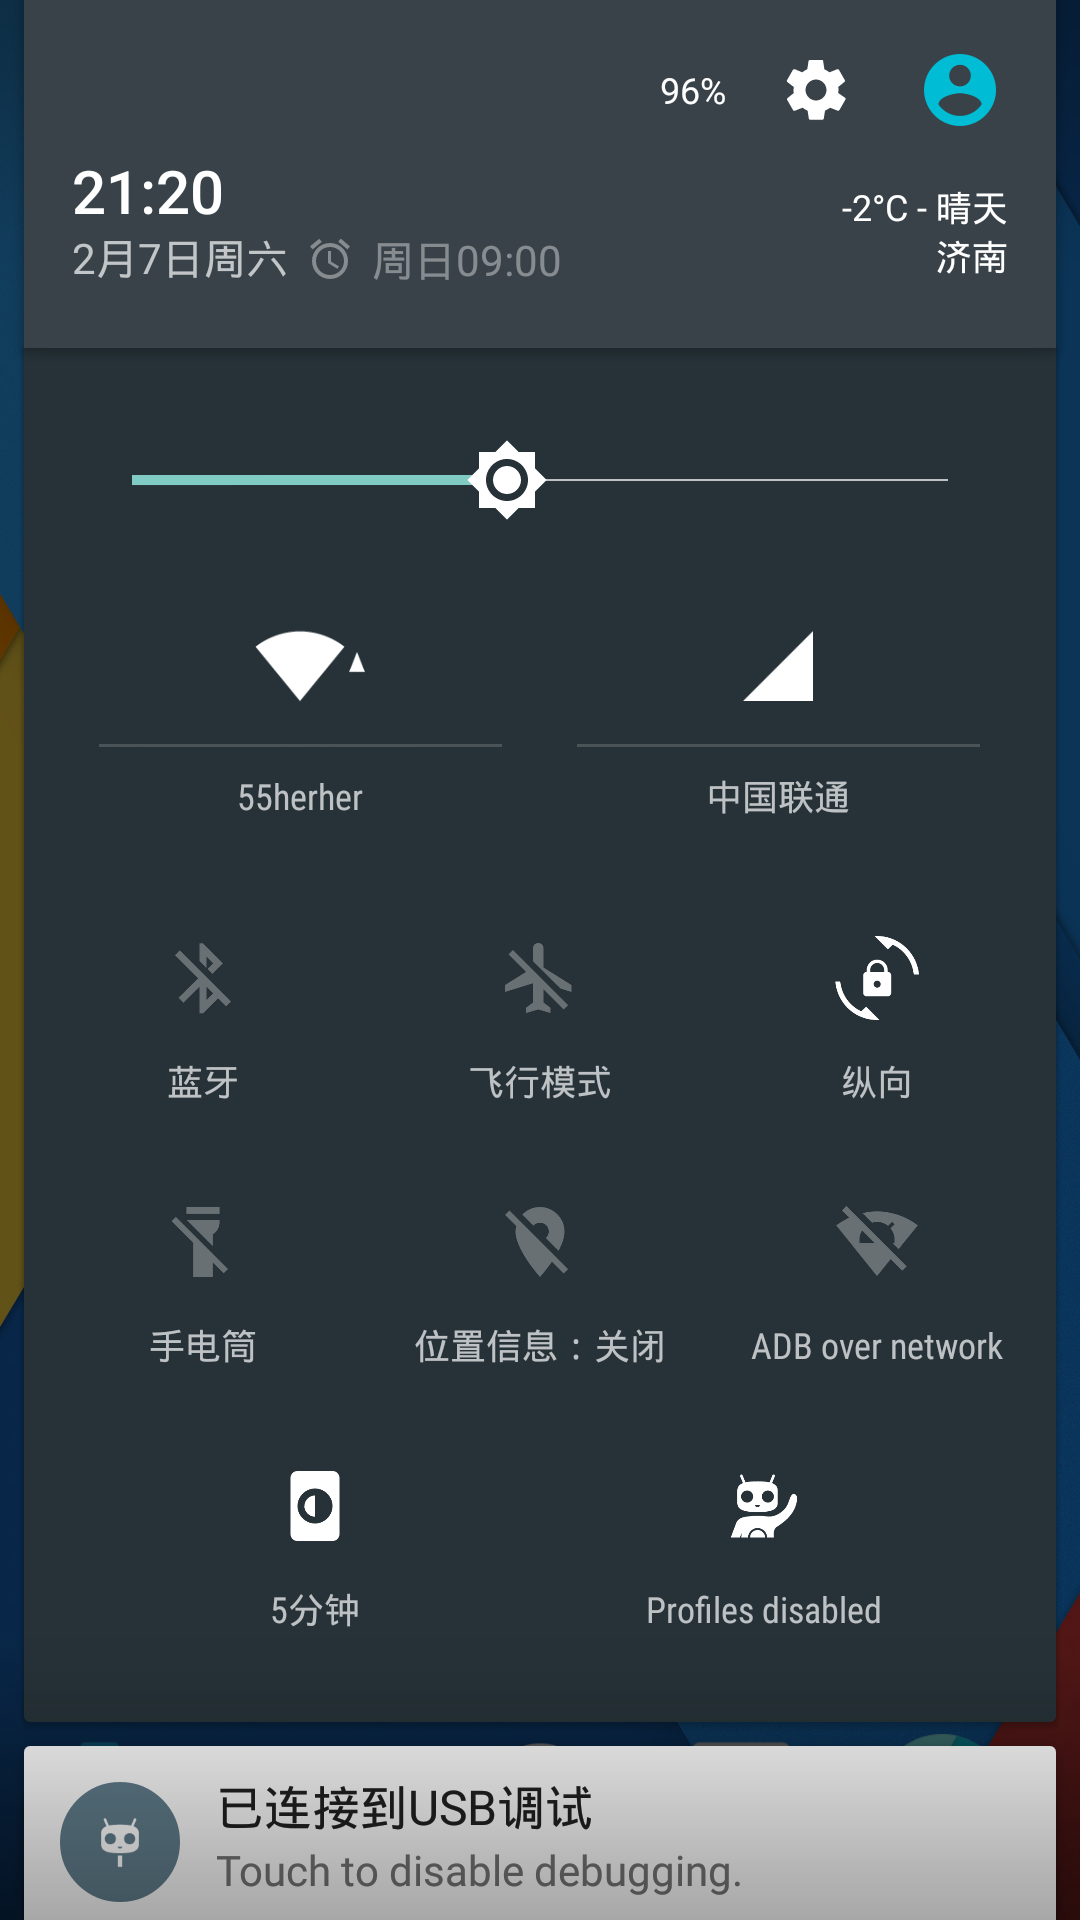 96%
21:20
-2°C - 晴天
2月7日周六 周日09:00
济南
55herher 中国联通
蓝牙 飞行模式 纵向
手电筒 位置信息：关闭 ADB over network
5分钟 Profiles disabled
已连接到USB调试
Touch to disable debugging.